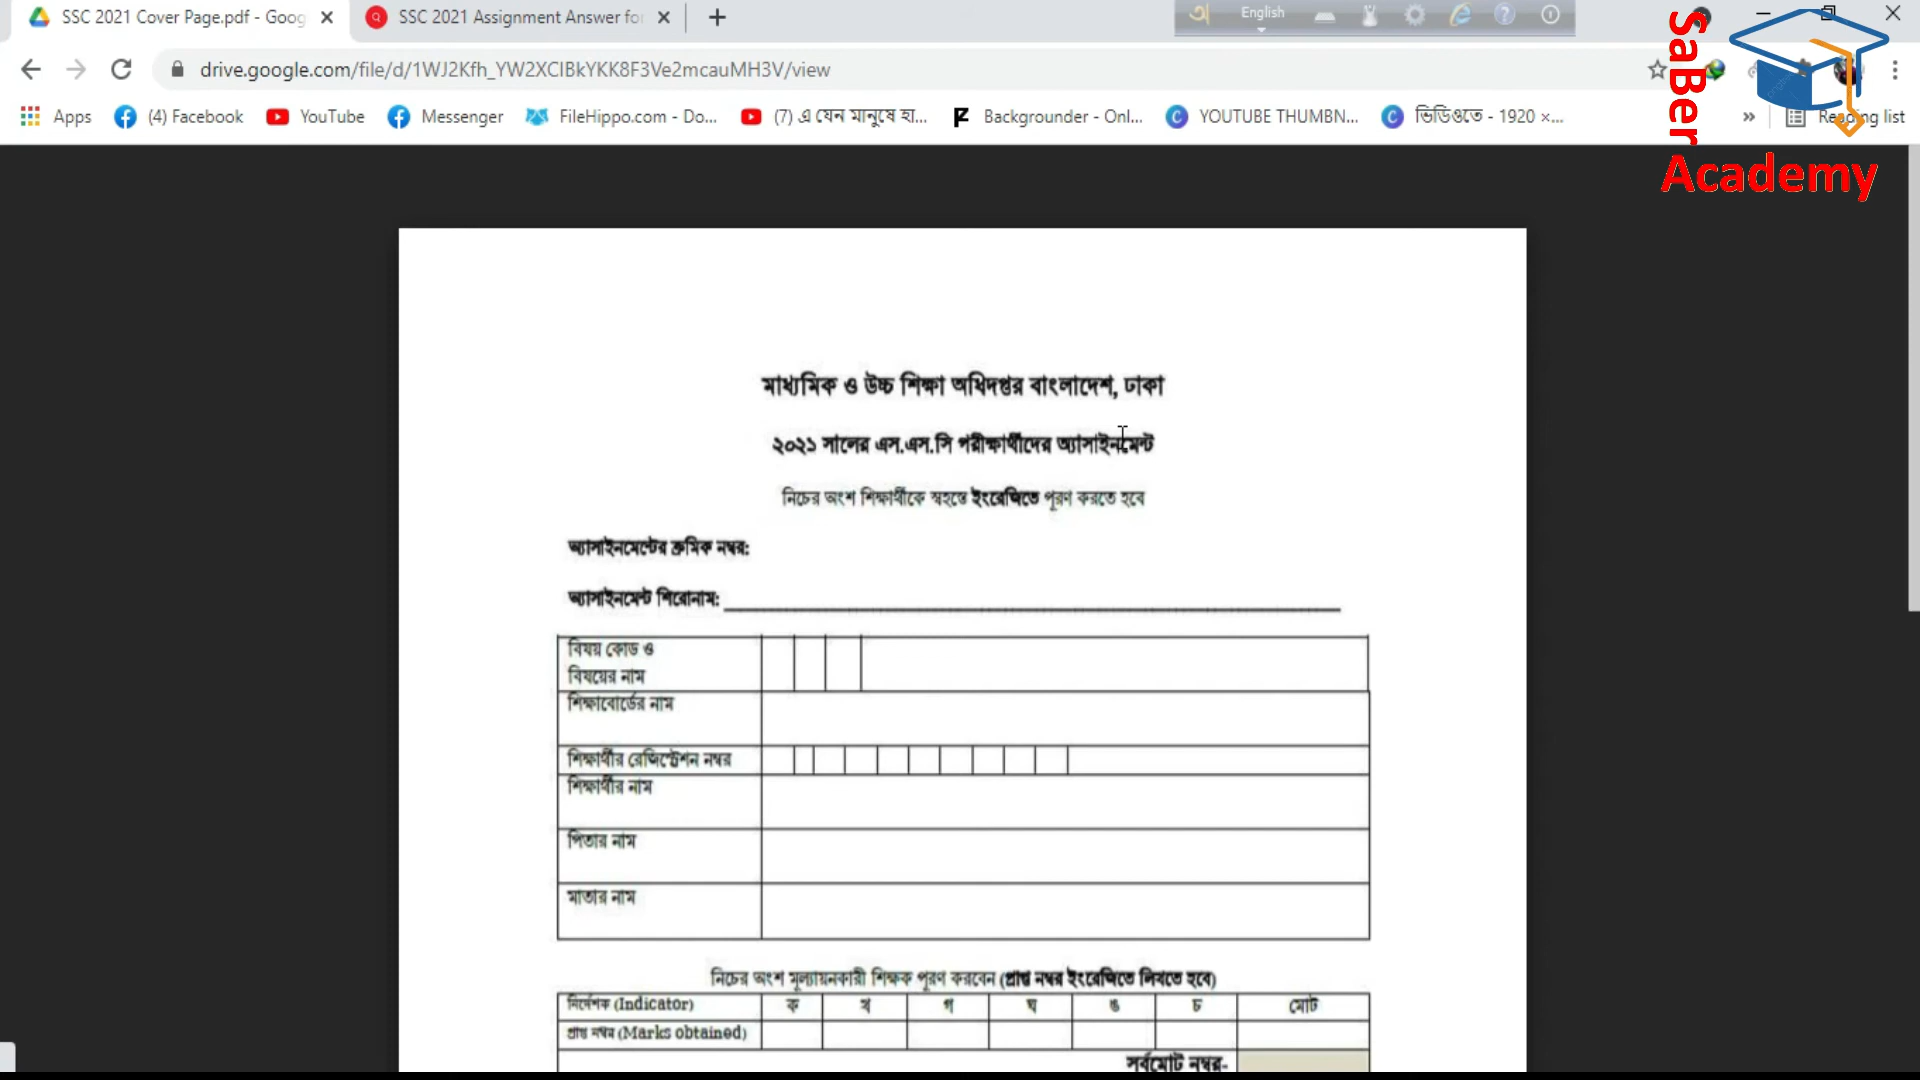 SSC 2021 Cover Page.pdf - Goog
SSC 2021 Assignment Answer for
অ English
drive.google.com/file/d/1WJ2Kfh_YW2XCIBkYKK8F3Ve2mcauMH3V/view
Apps (4) Facebook YouTube Messenger FileHippo.com - Do... (7) এ যেন মানুষে হা... Backgrounder - Onl... YOUTUBE THUMBN... ভিডিওতে - 1920 ×... » Reading list
SaBer
Academy
মাধ্যমিক ও উচ্চ শিক্ষা অধিদপ্তর বাংলাদেশ, ঢাকা
২০২১ সালের এস.এস.সি পরীক্ষার্থীদের অ্যাসাইনমেন্ট
নিচের অংশ শিক্ষার্থীকে স্বহস্তে ইংরেজিতে পূরণ করতে হবে
অ্যাসাইনমেন্টের ক্রমিক নম্বর:
অ্যাসাইনমেন্ট শিরোনাম:
বিষয় কোড ও
বিষয়ের নাম
শিক্ষাবোর্ডের নাম
শিক্ষার্থীর রেজিস্ট্রেশন নম্বর
শিক্ষার্থীর নাম
পিতার নাম
মাতার নাম
নিচের অংশ মূল্যায়নকারী শিক্ষক পূরণ করবেন (প্রাপ্ত নম্বর ইংরেজিতে লিখতে হবে)
নির্দেশক (Indicator) ক খ গ ঘ ঙ চ মোট
প্রাপ্ত নম্বর (Marks obtained)
সর্বমোট নম্বর-